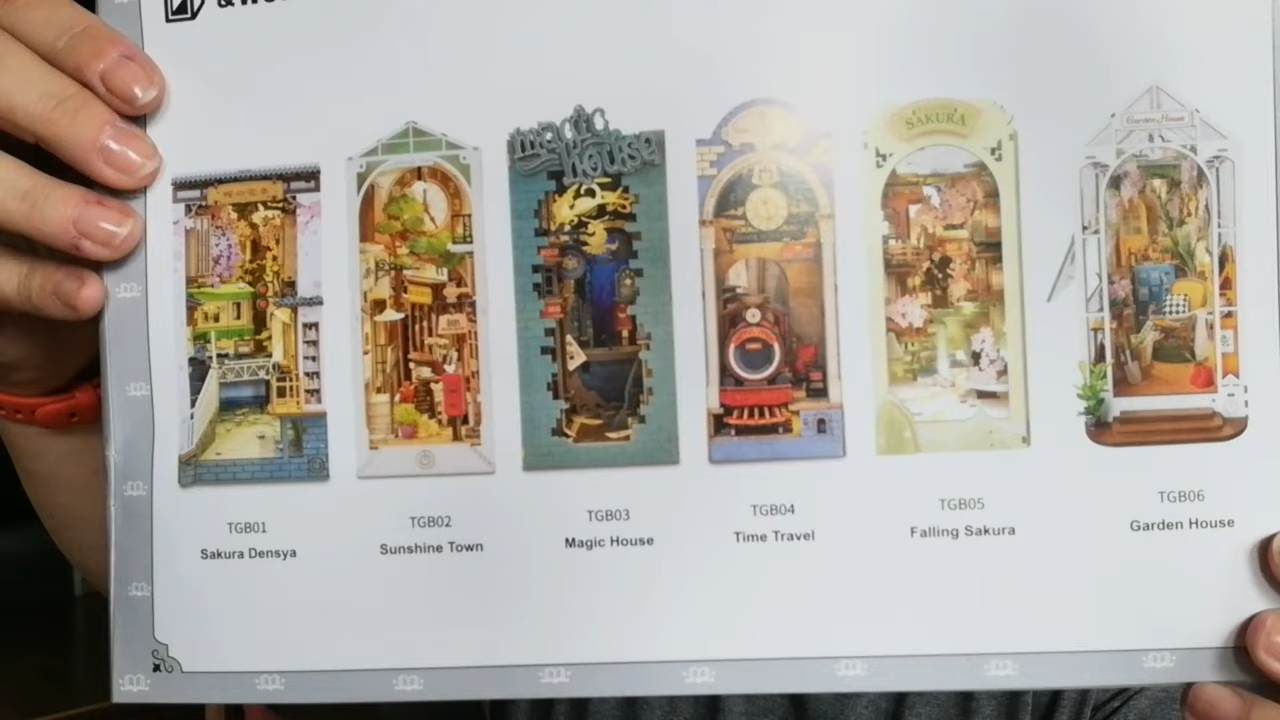 magic
house
SAKURA
Garden House
TGB01
Sakura Densya
TGB02
Sunshine Town
TGB03
Magic House
TGB04
Time Travel
TGB05
Falling Sakura
TGB06
Garden House